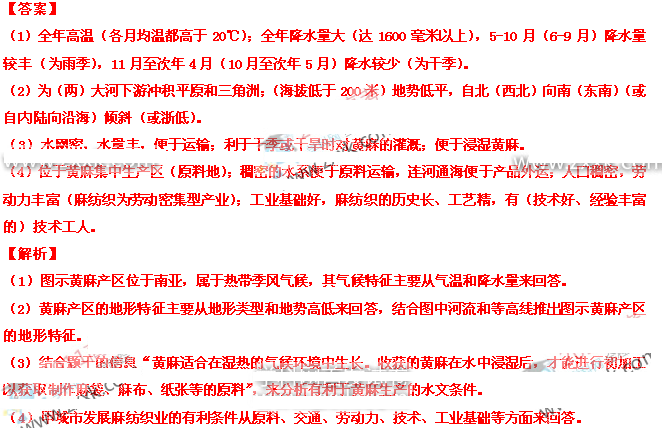 【答案】
(1) 全年高温（各月均温都高于 20℃）；全年降水量大（达 1600 毫米以上），5-10 月（6-9 月）降水量
较丰（为雨季），11 月至次年 4 月（10 月至次年 5 月）降水较少（为干季）。
(2) 为（两）大河下游冲积平原和三角洲；（海拔低于 200 米）地势低平，自北（西北）向南（东南）（或
自内陆向沿海）倾斜（或渐低）。
(3) 水网密、水量丰，便于运输；利于干季或干旱时对黄麻的灌溉；便于浸湿黄麻。
(4) 位于黄麻集中生产区（原料地）；稠密的水系便于原料运输，连河通海便于产品外运；人口稠密，劳
动力丰富（麻纺织为劳动密集型产业）；工业基础好，麻纺织的历史长、工艺精，有（技术好、经验丰富
的）技术工人。
【解析】
(1) 图示黄麻产区位于南亚，属于热带季风气候，其气候特征主要从气温和降水量来回答。
(2) 黄麻产区的地形特征主要从地形类型和地势高低来回答，结合图中河流和等高线推出图示黄麻产区
的地形特征。
(3) 结合题干的信息“黄麻适合在湿热的气候环境中生长。收获的黄麻在水中浸湿后，才能进行初加工
以获取制作麻袋、麻布、纸张等的原料”，来分析有利于黄麻生产的水文条件。
(4) 城市发展麻纺织业的有利条件从原料、交通、劳动力、技术、工业基础等方面来回答。